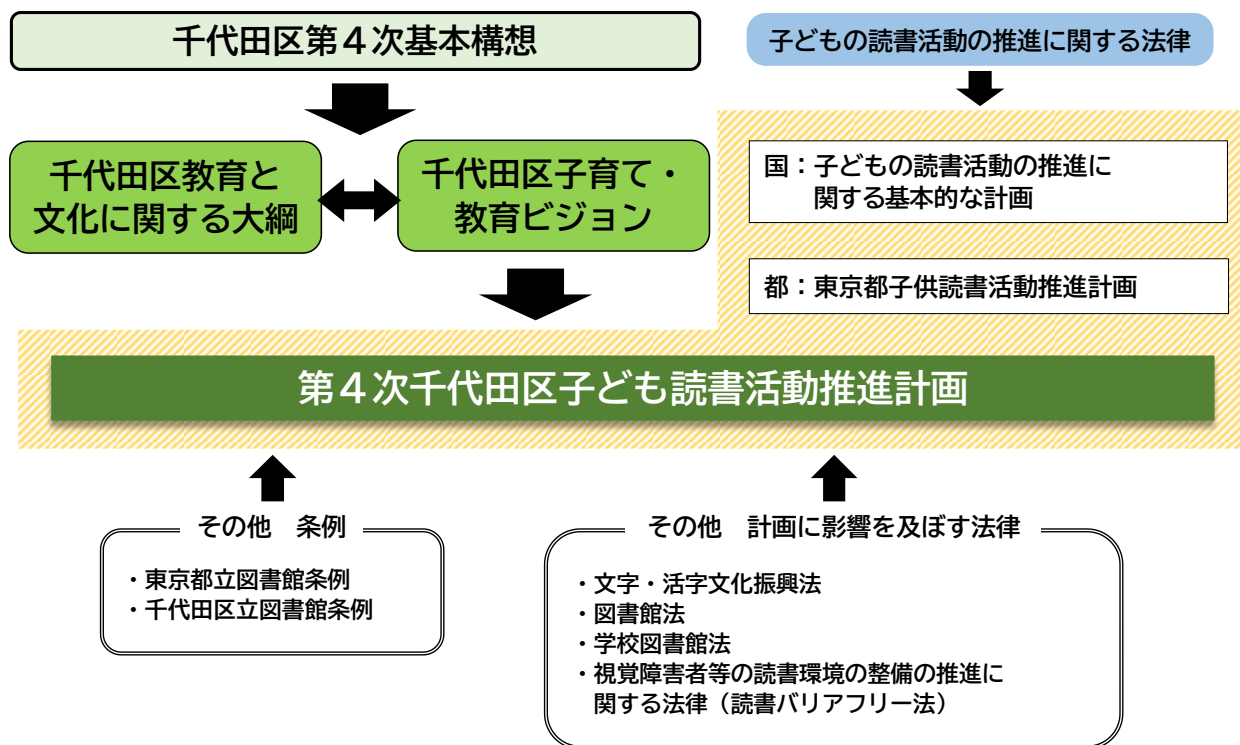 千代田区第４次基本構想
子どもの読書活動の推進に関する法律
千代田区教育と
文化に関する大綱
千代田区子育て・
教育ビジョン
国：子どもの読書活動の推進に
関する基本的な計画
都：東京都子供読書活動推進計画
第４次千代田区子ども読書活動推進計画
その他　条例
・東京都立図書館条例
・千代田区立図書館条例
その他　計画に影響を及ぼす法律
・文字・活字文化振興法
・図書館法
・学校図書館法
・視覚障害者等の読書環境の整備の推進に
関する法律（読書バリアフリー法）